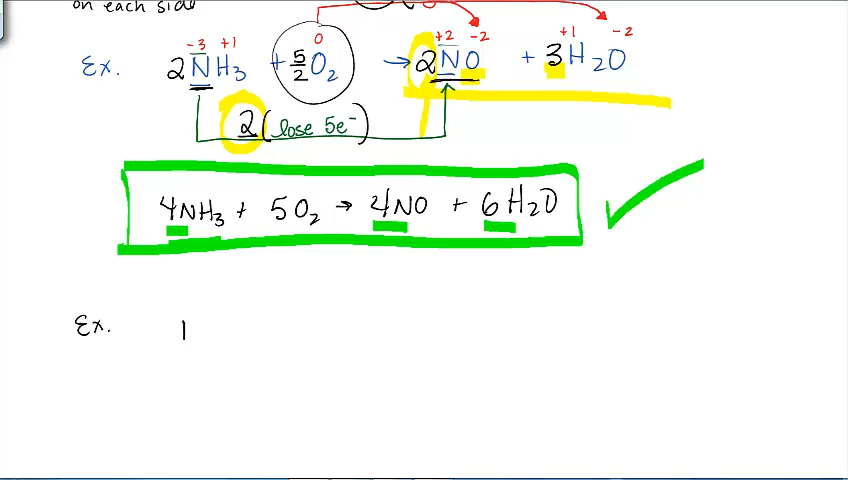 on each side
-3 +1 0 +2 -2 +1 -2
Ex. 2NH₃ + 5/2 O₂ → 2NO + 3H₂O
2(lose 5e⁻)
4NH₃ + 5O₂ → 4NO + 6H₂O
Ex. |